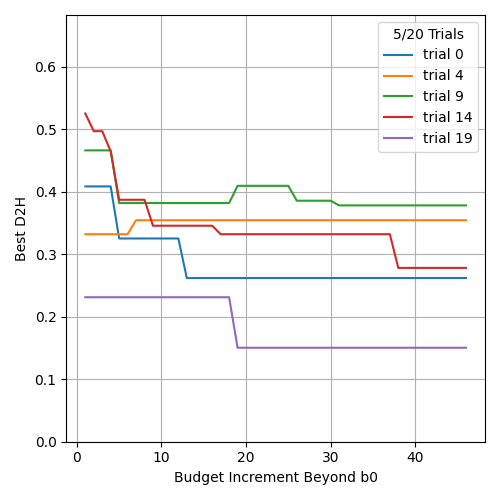 5/20 Trials
trial 0
trial 4
trial 9
trial 14
trial 19
Best D2H
0.6
0.5
0.4
0.3
0.2
0.1
0.0
0 10 20 30 40
Budget Increment Beyond b0